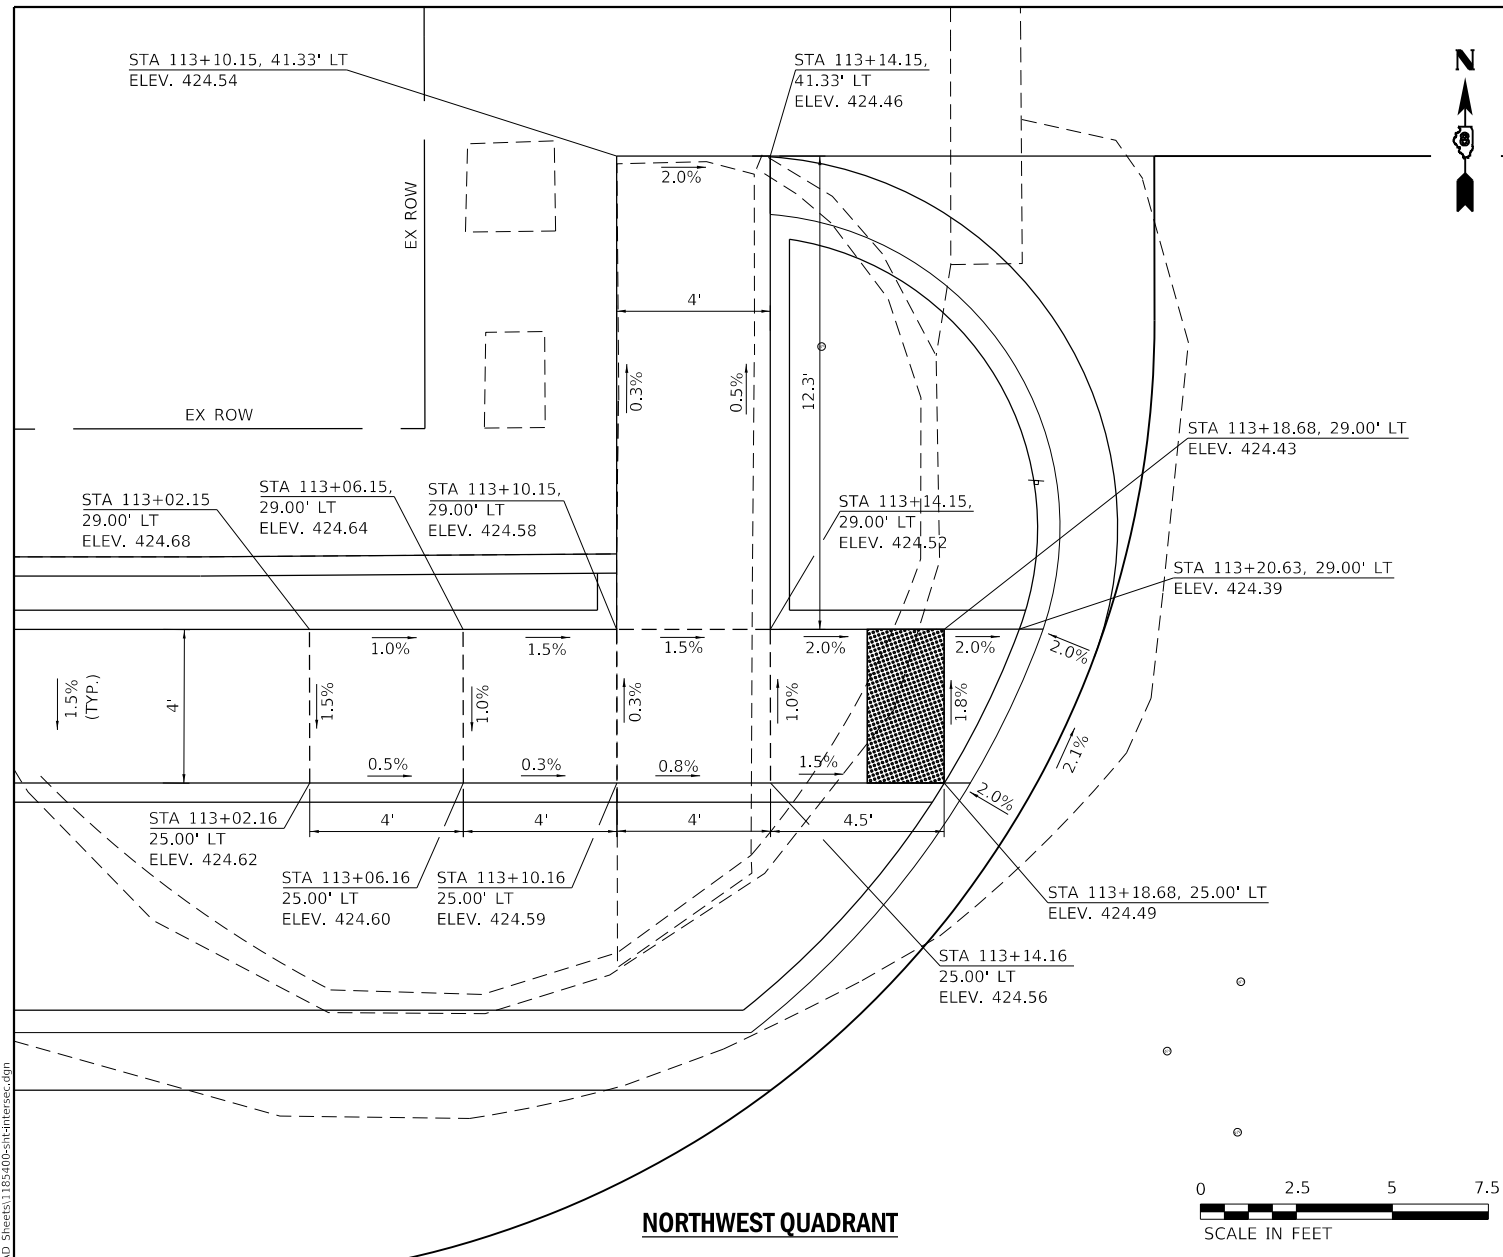 STA 113+10.15, 41.33' LT
ELEV. 424.54
STA 113+14.15,
41.33' LT
ELEV. 424.46
N
2.0%
EX ROW
4'
0.3%
0.5%
12.3'
EX ROW
STA 113+18.68, 29.00' LT
ELEV. 424.43
STA 113+02.15
29.00' LT
ELEV. 424.68
STA 113+06.15,
29.00' LT
ELEV. 424.64
STA 113+10.15,
29.00' LT
ELEV. 424.58
STA 113+14.15,
29.00' LT
ELEV. 424.52
STA 113+20.63, 29.00' LT
ELEV. 424.39
1.0%
1.5%
1.5%
2.0%
2.0%
2.0%
1.5%
(TYP.)
4'
1.5%
1.0%
0.3%
1.0%
1.8%
2.1%
0.5%
0.3%
0.8%
1.5%
2.0%
4'
4'
4'
4.5'
STA 113+02.16
25.00' LT
ELEV. 424.62
STA 113+06.16
25.00' LT
ELEV. 424.60
STA 113+10.16
25.00' LT
ELEV. 424.59
STA 113+18.68, 25.00' LT
ELEV. 424.49
STA 113+14.16
25.00' LT
ELEV. 424.56
NORTHWEST QUADRANT
0 2.5 5 7.5
SCALE IN FEET
Sheets\1185400-sht-intersec.dgn